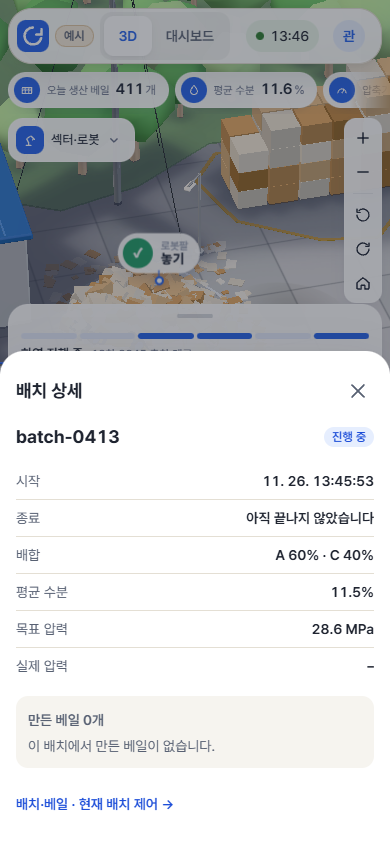 예시
3D
대시보드
13:46
관
오늘 생산 베일 411개
평균 수분 11.6%
섹터·로봇
로봇팔
놓기
배치 상세
batch-0413
진행 중
시작 11. 26. 13:45:53
종료 아직 끝나지 않았습니다
배합 A 60% · C 40%
평균 수분 11.5%
목표 압력 28.6 MPa
실제 압력 –
만든 베일 0개
이 배치에서 만든 베일이 없습니다.
배치·베일 · 현재 배치 제어 →